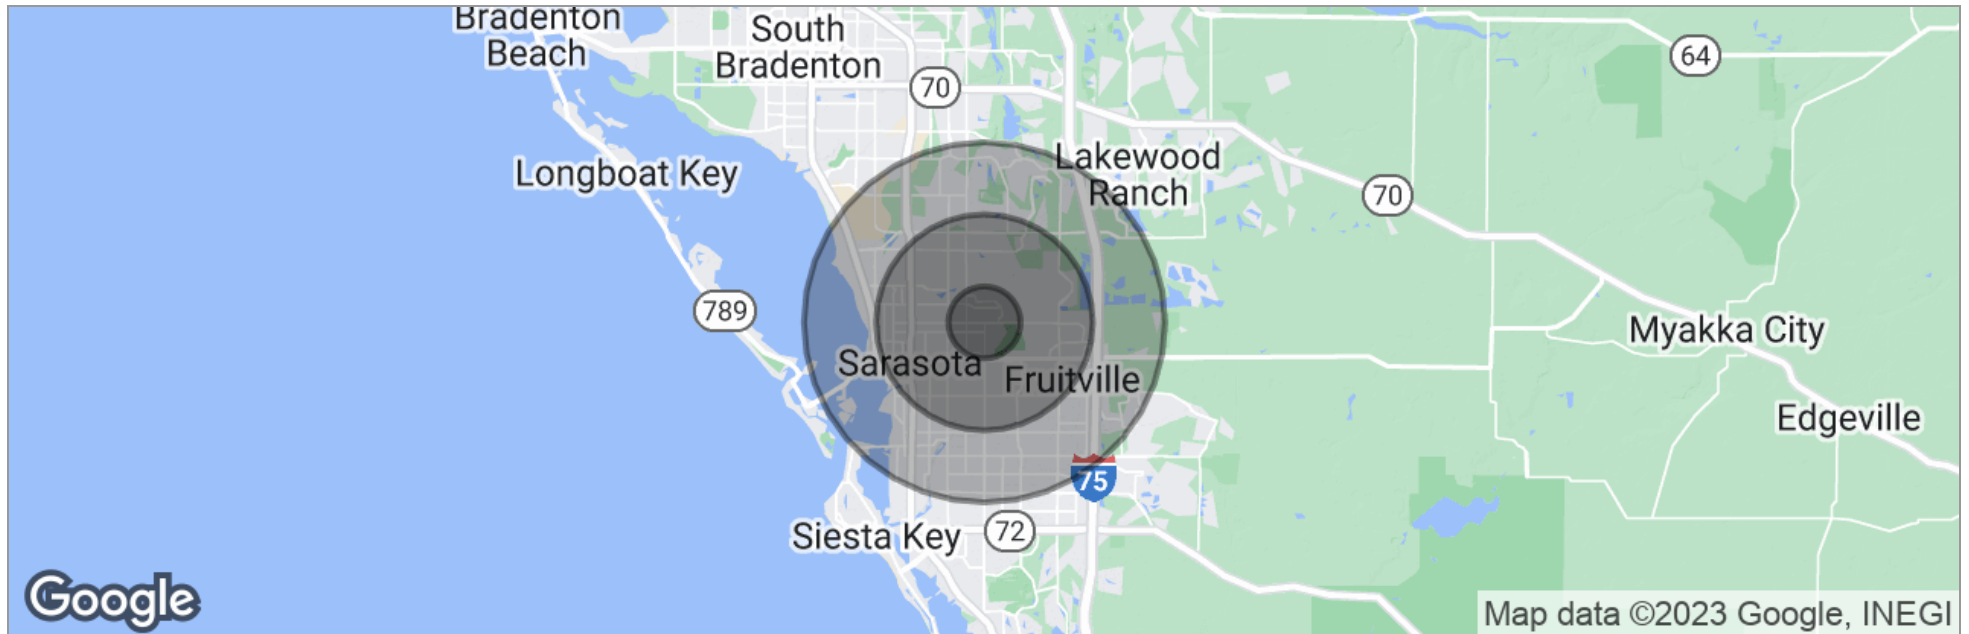 Bradenton
Beach
South
Bradenton
64
70
Lakewood
Ranch
Longboat Key
70
789
Myakka City
Sarasota
Fruitville
Edgeville
75
Siesta Key
72
Google
Map data ©2023 Google, INEGI